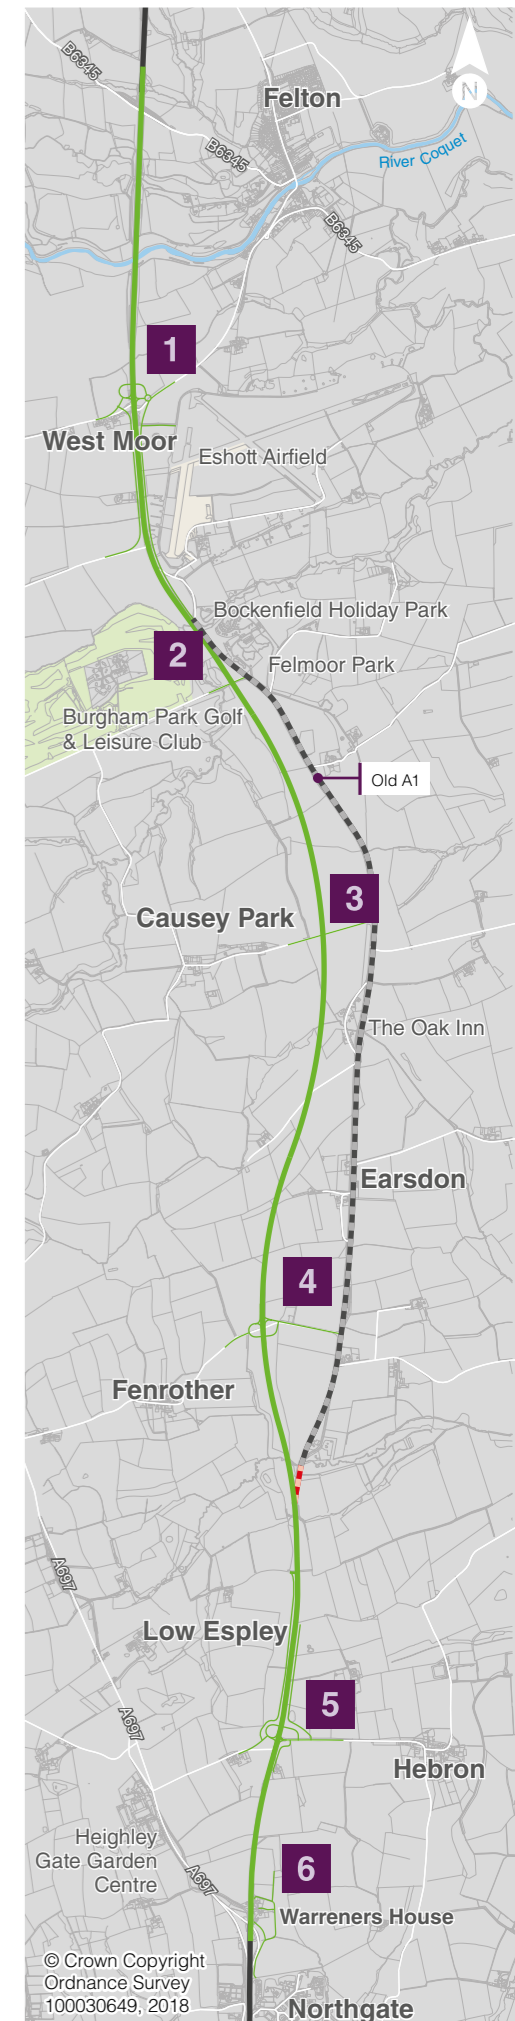 B6345
Felton
N
B6345
River Coquet
B6345
1
West Moor
Eshott Airfield
Bockenfield Holiday Park
2
Felmoor Park
Burgham Park Golf
& Leisure Club
Old A1
3
Causey Park
The Oak Inn
Earsdon
4
Fenrother
A697
Low Espley
5
A697
Hebron
Heighley
Gate Garden
Centre
6
A697
Warreners House
© Crown Copyright
Ordnance Survey
100030649, 2018
Northgate